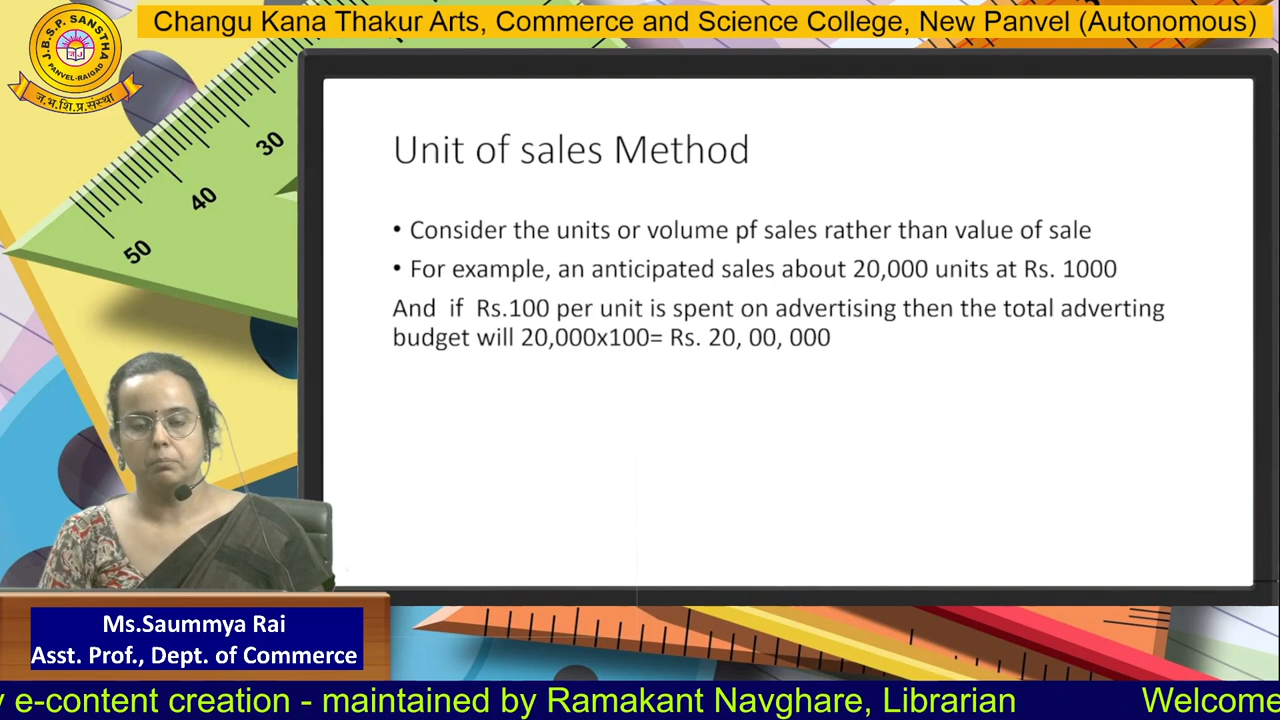 Changu Kana Thakur Arts, Commerce and Science College, New Panvel (Autonomous)
J.B.S.P. SANSTHA
PANVEL-RAIGAD
ज.भ.शि.प्र.संस्था
30
40
50
Unit of sales Method
• Consider the units or volume pf sales rather than value of sale
• For example, an anticipated sales about 20,000 units at Rs. 1000
And if Rs.100 per unit is spent on advertising then the total adverting
budget will 20,000x100= Rs. 20, 00, 000
Ms.Saummya Rai
Asst. Prof., Dept. of Commerce
e-content creation - maintained by Ramakant Navghare, Librarian Welcome